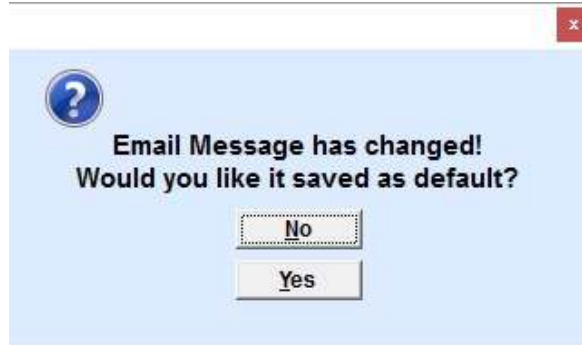 x
?
Email Message has changed!
Would you like it saved as default?
No
Yes